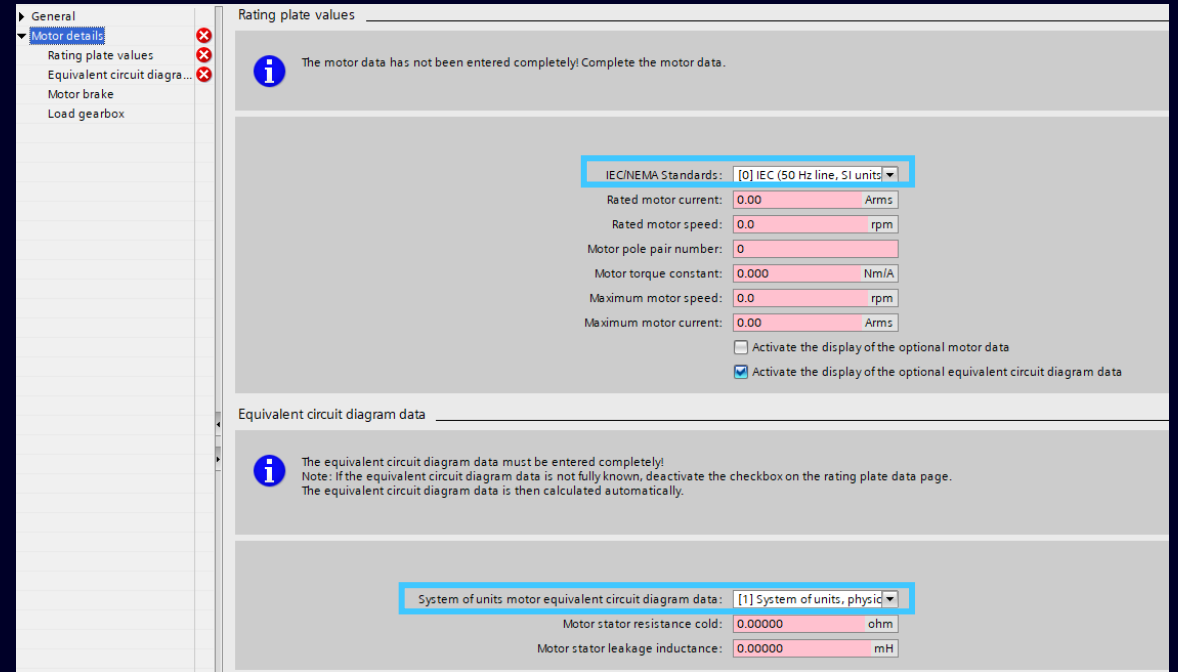 General
Motor details
Rating plate values
Equivalent circuit diagra...
Motor brake
Load gearbox
Rating plate values
The motor data has not been entered completely! Complete the motor data.
IEC/NEMA Standards: [0] IEC (50 Hz line, SI units
Rated motor current: 0.00 Arms
Rated motor speed: 0.0 rpm
Motor pole pair number: 0
Motor torque constant: 0.000 Nm/A
Maximum motor speed: 0.0 rpm
Maximum motor current: 0.00 Arms
Activate the display of the optional motor data
Activate the display of the optional equivalent circuit diagram data
Equivalent circuit diagram data
The equivalent circuit diagram data must be entered completely!
Note: If the equivalent circuit diagram data is not fully known, deactivate the checkbox on the rating plate data page.
The equivalent circuit diagram data is then calculated automatically.
System of units motor equivalent circuit diagram data: [1] System of units, physic
Motor stator resistance cold: 0.00000 ohm
Motor stator leakage inductance: 0.00000 mH